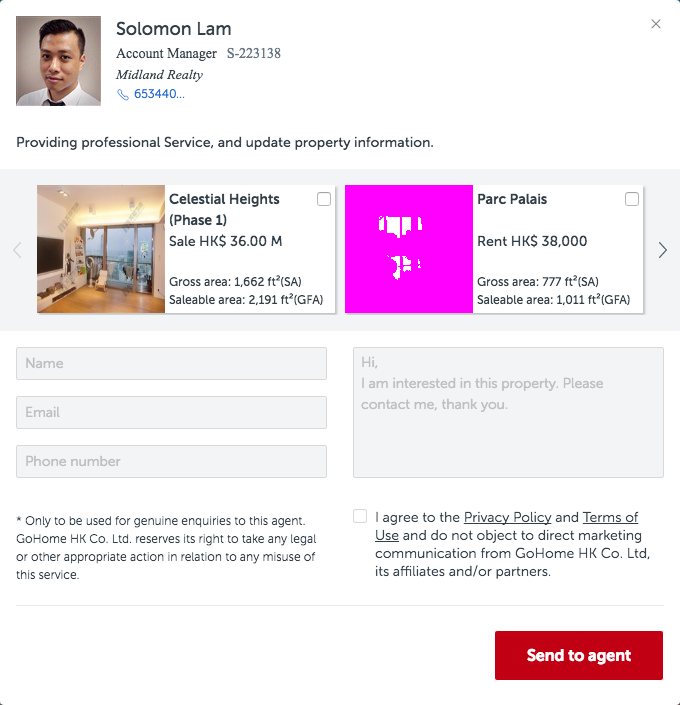 Solomon Lam
Account Manager S-223138
Midland Realty
653440...
Providing professional Service, and update property information.
Celestial Heights
(Phase 1)
Sale HK$ 36.00 M
Gross area: 1,662 ft²(SA)
Saleable area: 2,191 ft²(GFA)
Parc Palais
Rent HK$ 38,000
Gross area: 777 ft²(SA)
Saleable area: 1,011 ft²(GFA)
Name
Email
Phone number
Hi,
I am interested in this property. Please
contact me, thank you.
* Only to be used for genuine enquiries to this agent.
GoHome HK Co. Ltd. reserves its right to take any legal
or other appropriate action in relation to any misuse of
this service.
I agree to the Privacy Policy and Terms of
Use and do not object to direct marketing
communication from GoHome HK Co. Ltd,
its affiliates and/or partners.
Send to agent